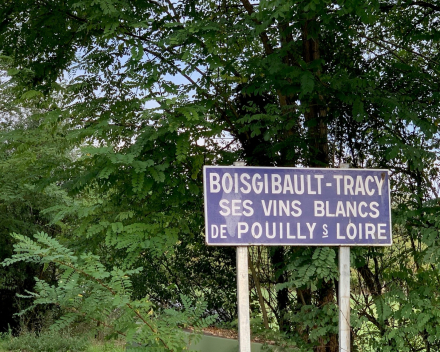 BOISGIBAULT-TRACY
SES VINS BLANCS
DE POUILLY S LOIRE